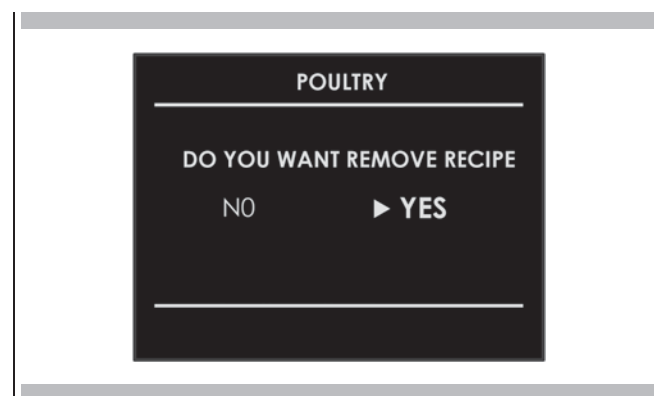 POULTRY
DO YOU WANT REMOVE RECIPE
N0 ▶ YES